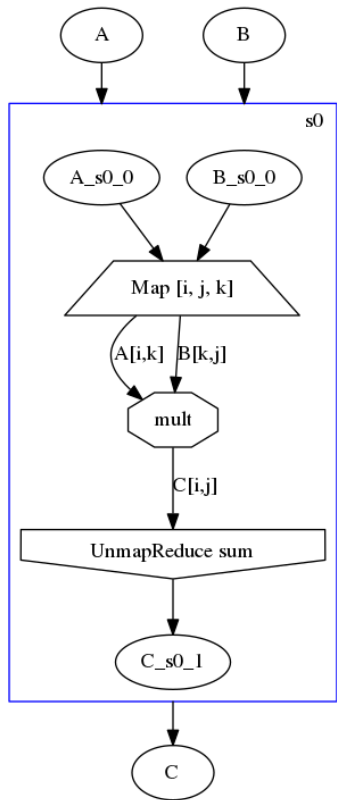 A
B
s0
A_s0_0
B_s0_0
Map [i, j, k]
A[i,k]
B[k,j]
mult
C[i,j]
UnmapReduce sum
C_s0_1
C